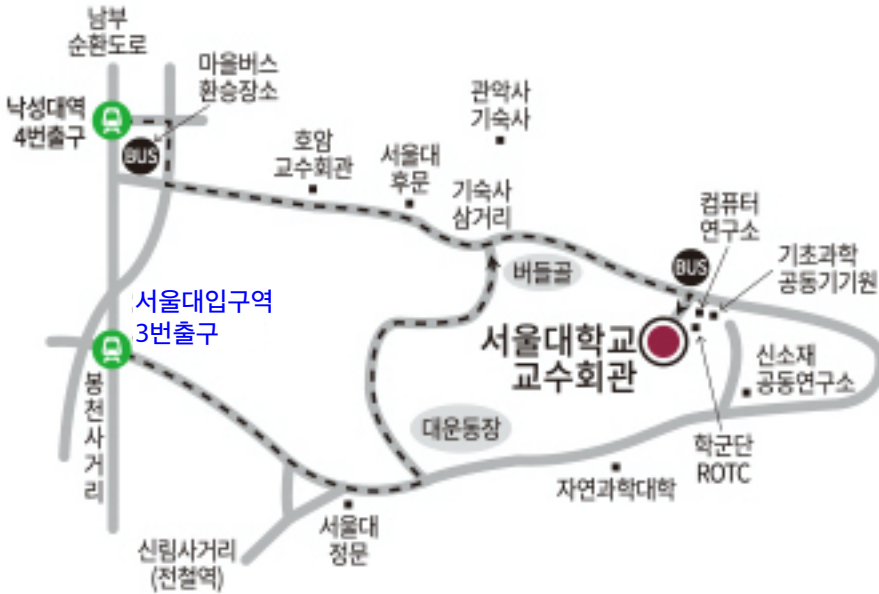 남부
순환도로
마을버스
환승장소
낙성대역
4번출구
BUS
관악사
기숙사
호암
교수회관
서울대
후문
기숙사
삼거리
컴퓨터
연구소
BUS
버들골
기초과학
공동기기원
서울대입구역
3번출구
서울대학교
교수회관
신소재
공동연구소
봉천사거리
대운동장
학군단
ROTC
자연과학대학
서울대
정문
신림사거리
(전철역)